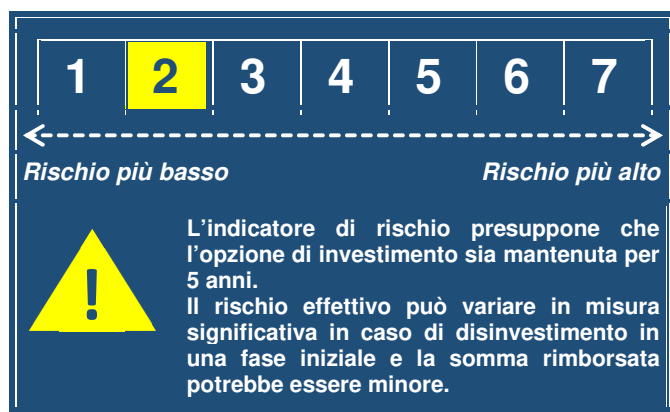 1 2 3 4 5 6 7
Rischio più basso Rischio più alto
L'indicatore di rischio presuppone che
l'opzione di investimento sia mantenuta per
5 anni.
Il rischio effettivo può variare in misura
significativa in caso di disinvestimento in
una fase iniziale e la somma rimborsata
potrebbe essere minore.
!